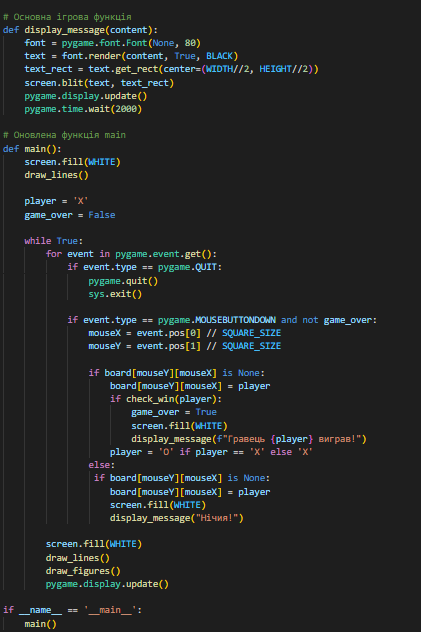 # Основна ігрова функція
def display_message(content):
    font = pygame.font.Font(None, 80)
    text = font.render(content, True, BLACK)
    text_rect = text.get_rect(center=(WIDTH//2, HEIGHT//2))
    screen.blit(text, text_rect)
    pygame.display.update()
    pygame.time.wait(2000)

# Оновлена функція main
def main():
    screen.fill(WHITE)
    draw_lines()

    player = 'X'
    game_over = False

    while True:
        for event in pygame.event.get():
            if event.type == pygame.QUIT:
                pygame.quit()
                sys.exit()

            if event.type == pygame.MOUSEBUTTONDOWN and not game_over:
                mouseX = event.pos[0] // SQUARE_SIZE
                mouseY = event.pos[1] // SQUARE_SIZE

                if board[mouseY][mouseX] is None:
                    board[mouseY][mouseX] = player
                    if check_win(player):
                        game_over = True
                        screen.fill(WHITE)
                        display_message(f"Гравець {player} виграв!")
                    player = 'O' if player == 'X' else 'X'
                else:
                 if board[mouseY][mouseX] is None:
                    board[mouseY][mouseX] = player
                    screen.fill(WHITE)
                    display_message("Нічия!")

        screen.fill(WHITE)
        draw_lines()
        draw_figures()
        pygame.display.update()

if __name__ == '__main__':
    main()